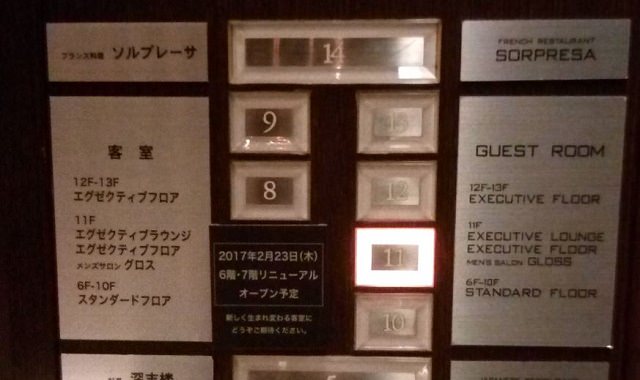 フランス料理 ソルプレーサ
14
FRENCH RESTAURANT
SORPRESA
9
13
8
12
11
10
客室
12F-13F
エグゼクティブフロア
11F
エグゼクティブラウンジ
エグゼクティブフロア
メンズサロン グロス
6F-10F
スタンダードフロア
2017年2月23日(木)
6階・7階リニューアル
オープン予定
新しく生まれ変わる客室に
どうぞご期待ください。
GUEST ROOM
12F-13F
EXECUTIVE FLOOR
11F
EXECUTIVE LOUNGE
EXECUTIVE FLOOR
MEN'S SALON GLOSS
6F-10F
STANDARD FLOOR